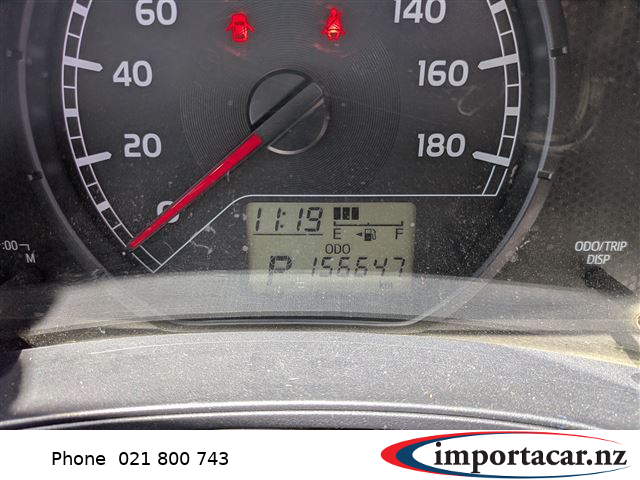 60
140
40
160
20
180
0
11:19
E F
ODO
P 156647
km
:00
M
ODO/TRIP
DISP
Phone 021 800 743
importacar.nz